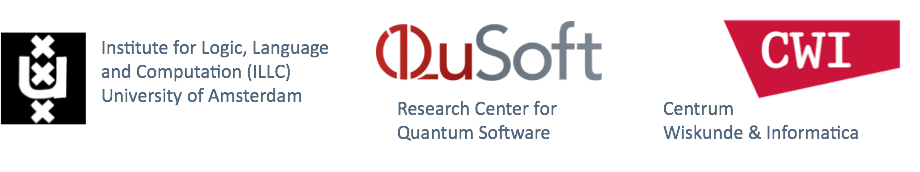 Institute for Logic, Language
and Computation (ILLC)
University of Amsterdam
QuSoft
Research Center for
Quantum Software
CWI
Centrum
Wiskunde & Informatica